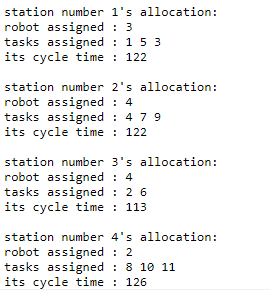 station number 1's allocation:
robot assigned : 3
tasks assigned : 1 5 3
its cycle time : 122
station number 2's allocation:
robot assigned : 4
tasks assigned : 4 7 9
its cycle time : 122
station number 3's allocation:
robot assigned : 4
tasks assigned : 2 6
its cycle time : 113
station number 4's allocation:
robot assigned : 2
tasks assigned : 8 10 11
its cycle time : 126